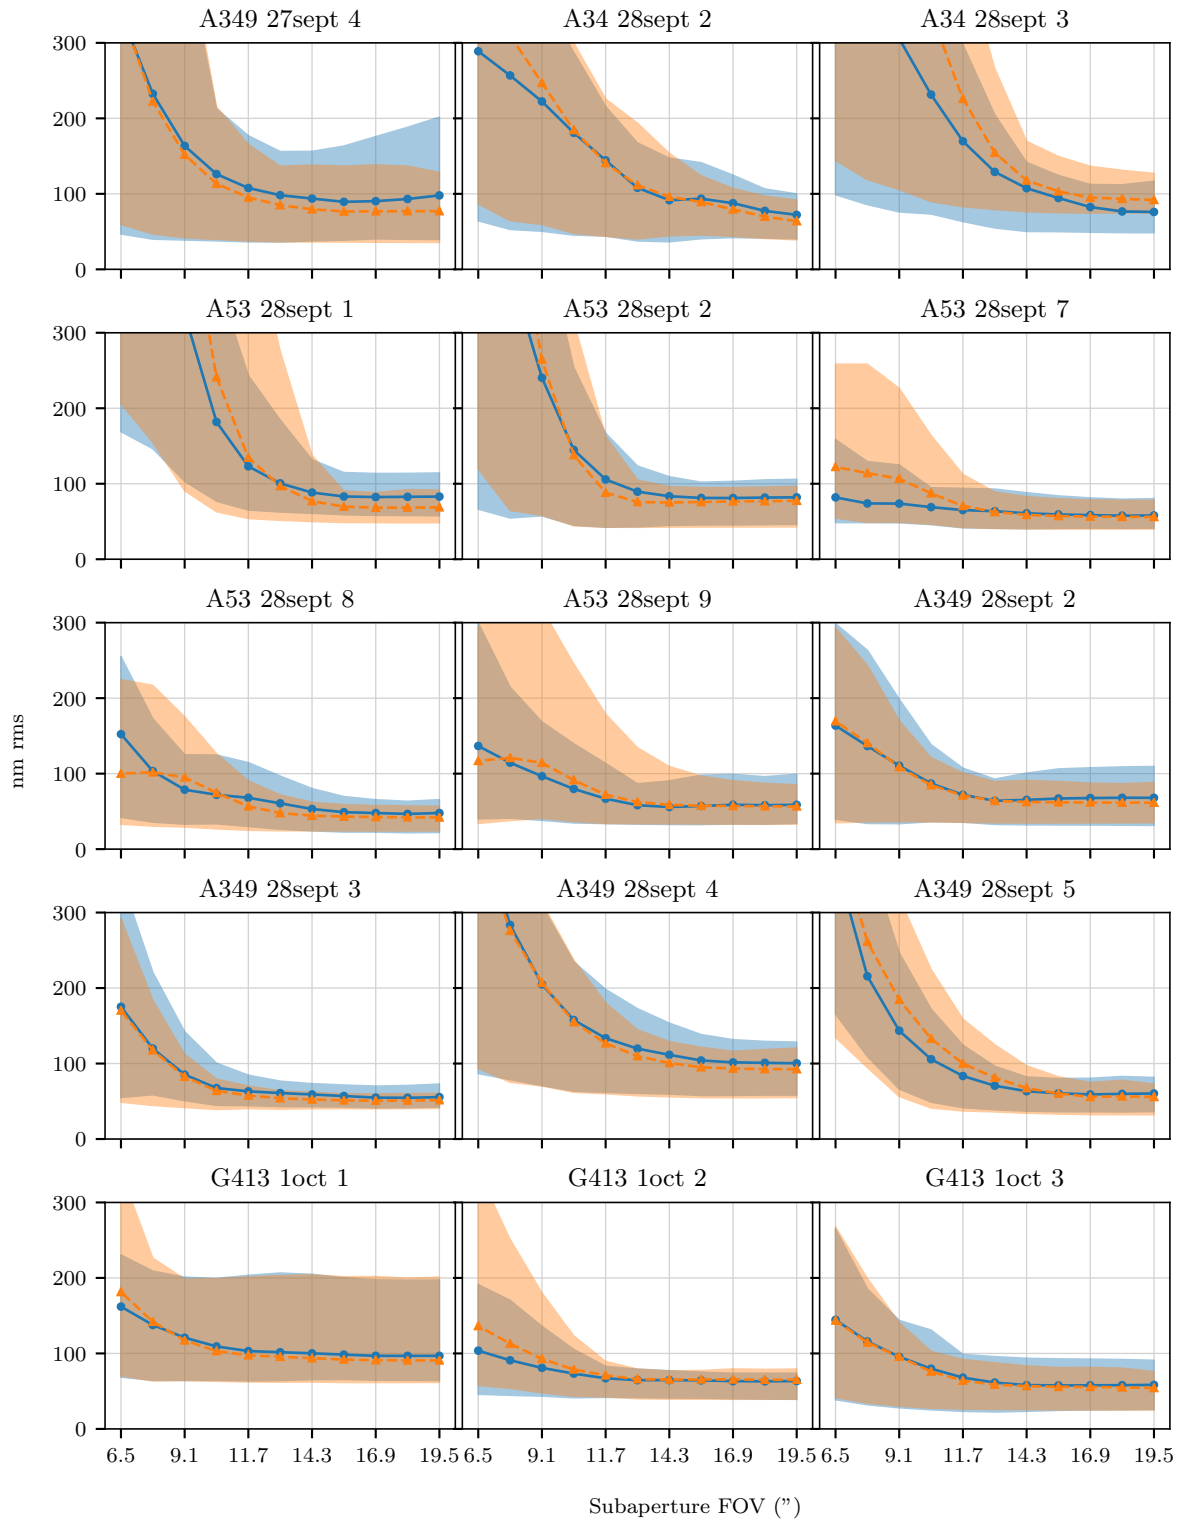 A349 27sept 4 A34 28sept 2 A34 28sept 3
300
200
100
0
A53 28sept 1 A53 28sept 2 A53 28sept 7
300
200
100
0
A53 28sept 8 A53 28sept 9 A349 28sept 2
300
200
100
0
nm rms
A349 28sept 3 A349 28sept 4 A349 28sept 5
300
200
100
0
G413 1oct 1 G413 1oct 2 G413 1oct 3
300
200
100
0
6.5 9.1 11.7 14.3 16.9 19.5 6.5 9.1 11.7 14.3 16.9 19.5 6.5 9.1 11.7 14.3 16.9 19.5
Subaperture FOV (”)